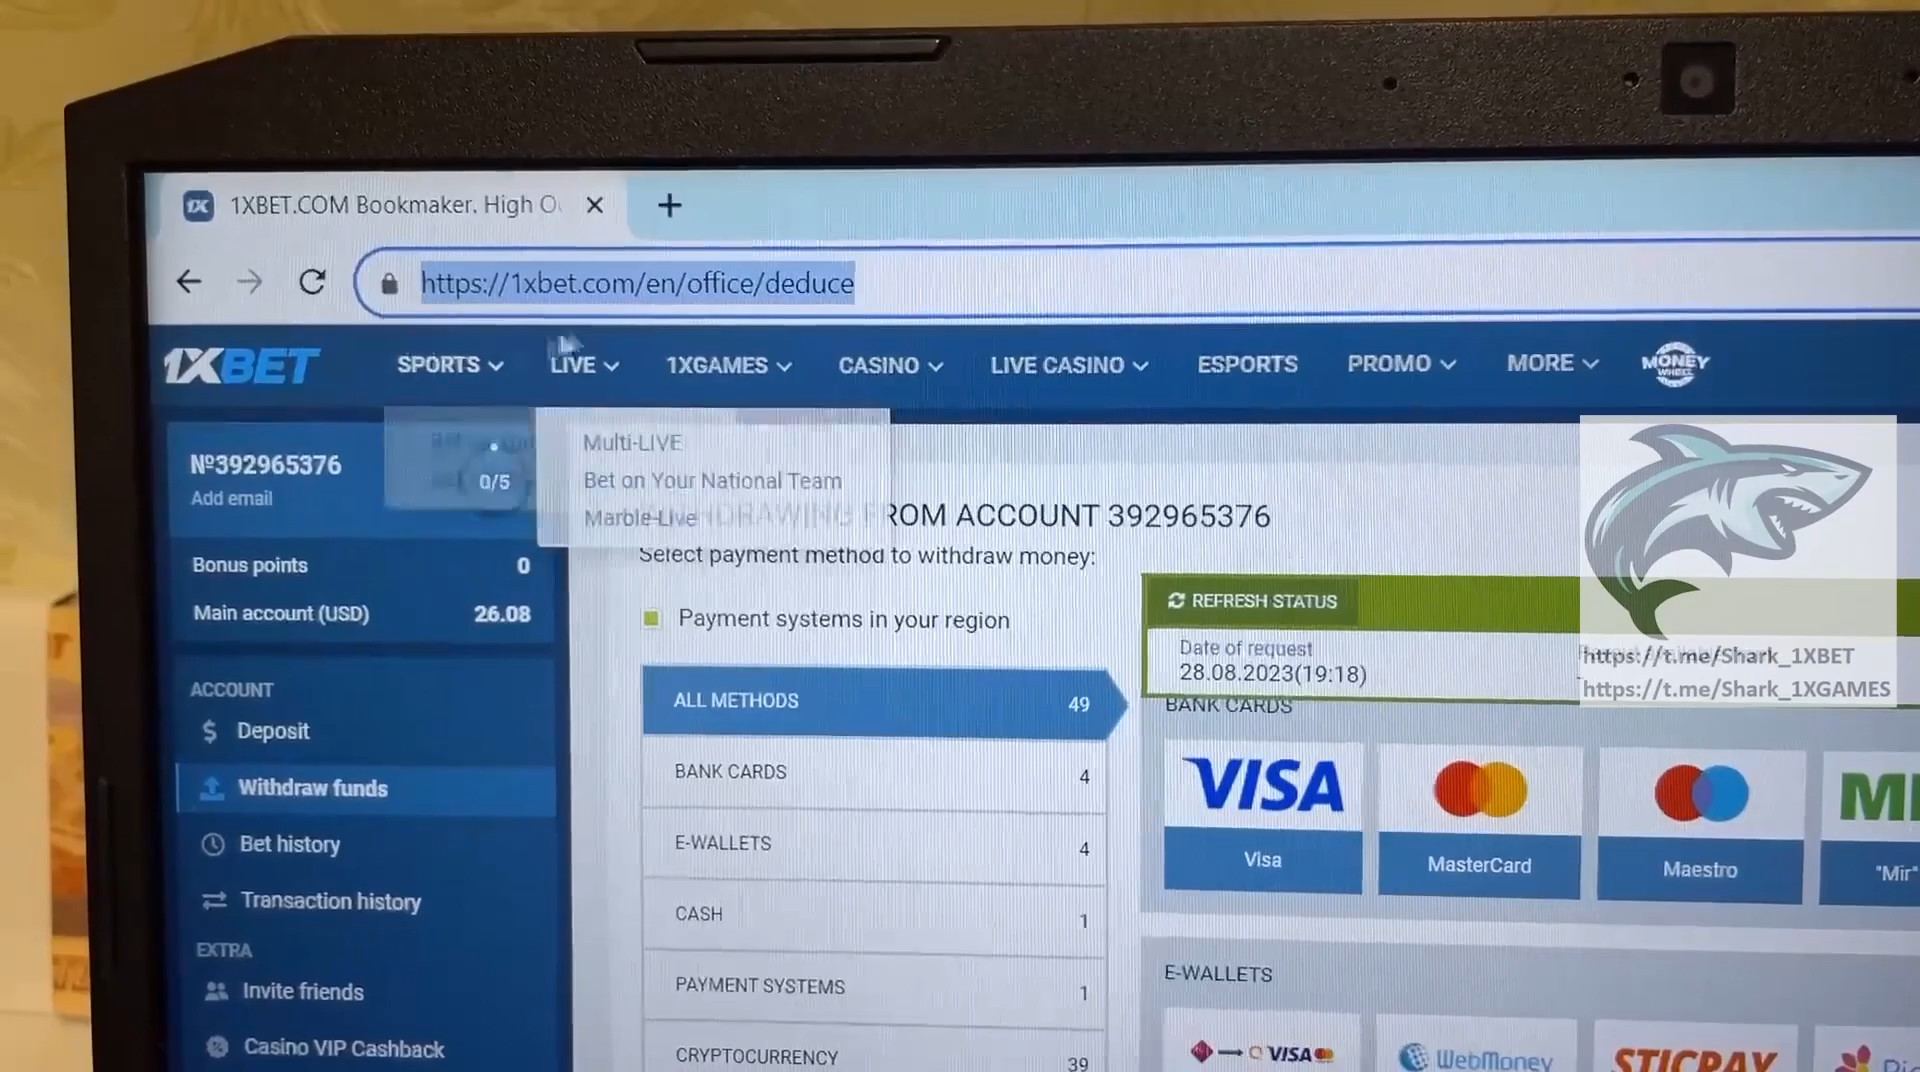 1XBET.COM Bookmaker. High O
https://1xbet.com/en/office/deduce
1XBET
SPORTS
LIVE
1XGAMES
CASINO
LIVE CASINO
ESPORTS
PROMO
MORE
MONEY
WHEEL
№392965376
Add email
0/5
Multi-LIVE
Bet on Your National Team
Marble-Live
WITHDRAWING FROM ACCOUNT 392965376
Select payment method to withdraw money:
Bonus points 0
Main account (USD) 26.08
Payment systems in your region
REFRESH STATUS
Date of request
28.08.2023(19:18)
https://t.me/Shark_1XBET
https://t.me/Shark_1XGAMES
ACCOUNT
Deposit
Withdraw funds
Bet history
Transaction history
EXTRA
Invite friends
Casino VIP Cashback
ALL METHODS 49
BANK CARDS 4
E-WALLETS 4
CASH 1
PAYMENT SYSTEMS 1
CRYPTOCURRENCY 39
BANK CARDS
VISA
Visa
MasterCard
Maestro
"Mir"
E-WALLETS
VISA
WebMoney
STICPAY